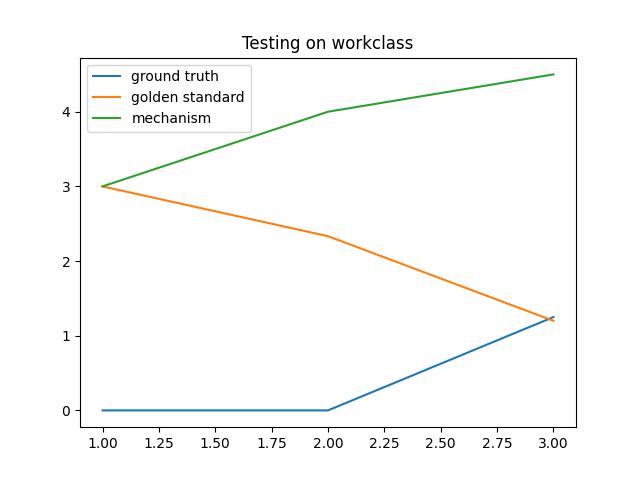 Testing on workclass
ground truth
golden standard
mechanism
4
3
2
1
0
1.00 1.25 1.50 1.75 2.00 2.25 2.50 2.75 3.00